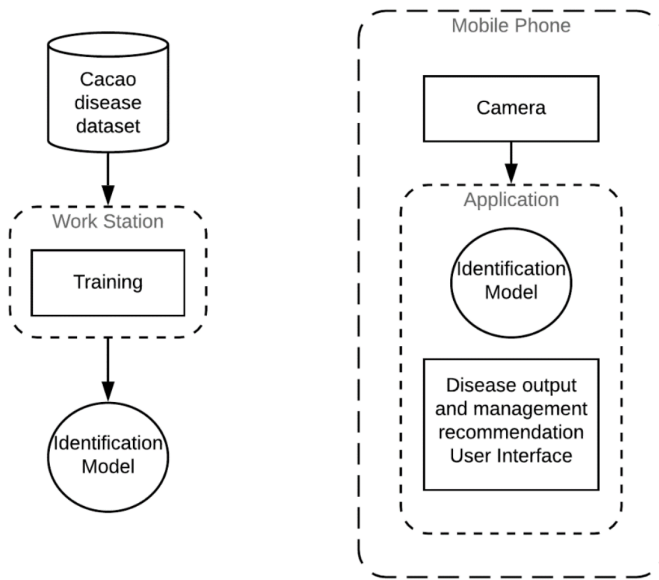 Cacao
disease
dataset
Work Station
Training
Identification
Model
Mobile Phone
Camera
Application
Identification
Model
Disease output
and management
recommendation
User Interface